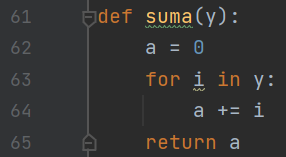 61 def suma(y):
62     a = 0
63     for i in y:
64         a += i
65     return a